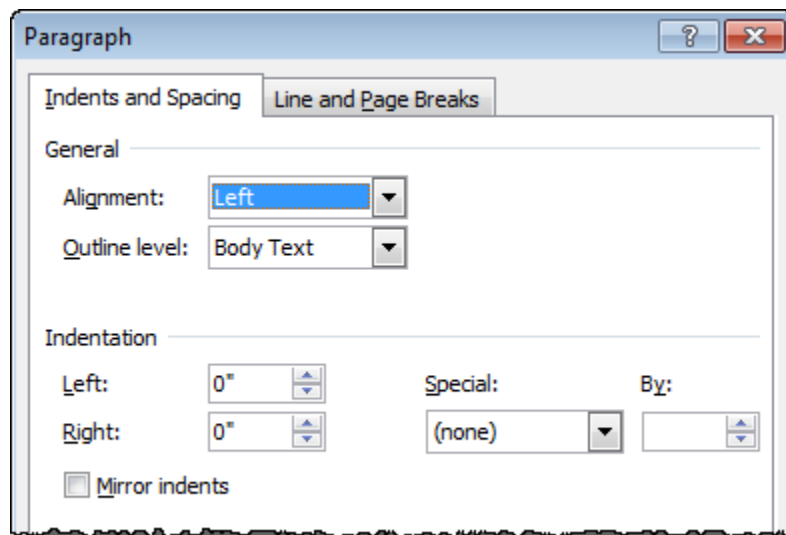 Paragraph
Indents and Spacing Line and Page Breaks
General
Alignment: Left
Outline level: Body Text
Indentation
Left: 0" Special: By:
Right: 0" (none)
Mirror indents